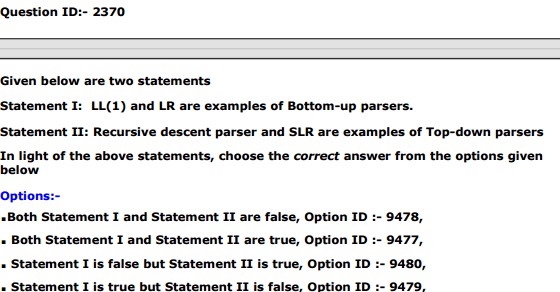 Question ID:- 2370
Given below are two statements
Statement I:  LL(1) and LR are examples of Bottom-up parsers.
Statement II: Recursive descent parser and SLR are examples of Top-down parsers
In light of the above statements, choose the correct answer from the options given
below
Options:-
▪Both Statement I and Statement II are false, Option ID :- 9478,
▪ Both Statement I and Statement II are true, Option ID :- 9477,
▪ Statement I is false but Statement II is true, Option ID :- 9480,
▪ Statement I is true but Statement II is false, Option ID :- 9479,